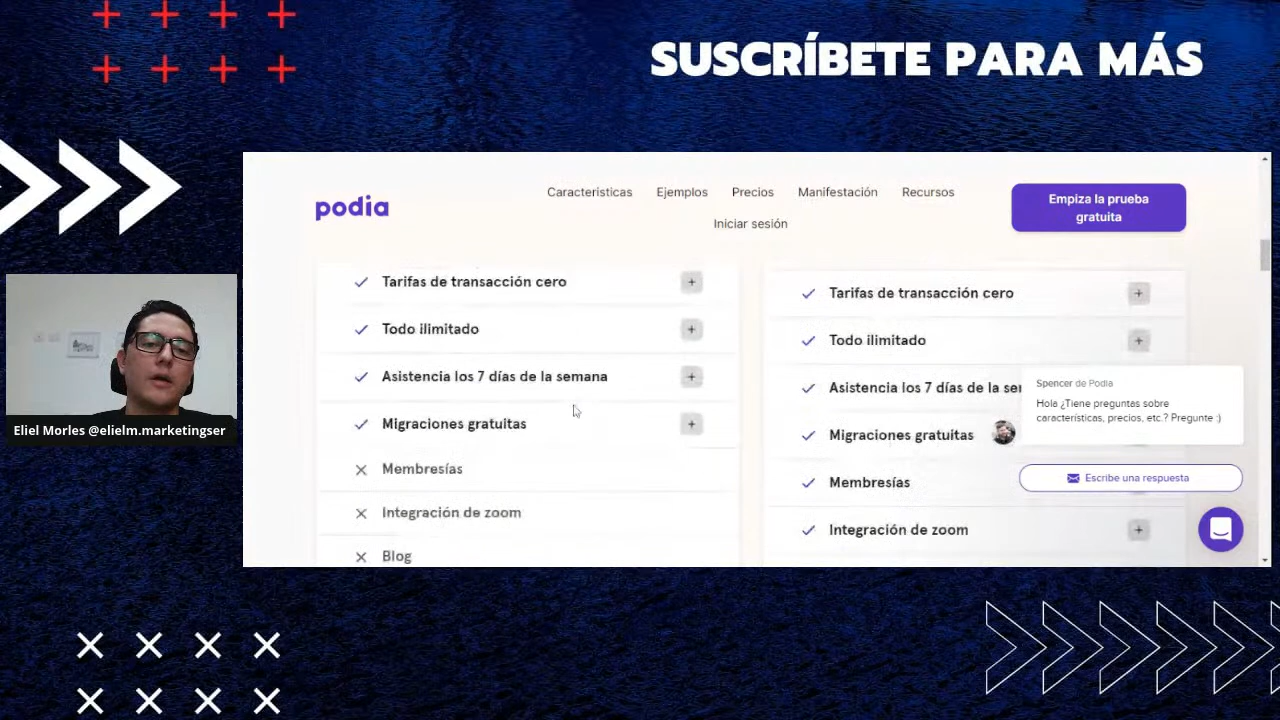 SUSCRÍBETE PARA MÁS
podia
Caracteristicas
Ejemplos
Precios
Manifestación
Recursos
Iniciar sesión
Empiza la prueba
gratuita
Tarifas de transacción cero
Todo ilimitado
Asistencia los 7 días de la semana
Migraciones gratuitas
Membresías
Integración de zoom
Blog
Tarifas de transacción cero
Todo ilimitado
Asistencia los 7 días de la ser
Migraciones gratuitas
Membresías
Integración de zoom
Spencer de Podia
Hola ¿Tiene preguntas sobre
características, precios, etc.? Pregunte :)
Escribe una respuesta
Eliel Morles @elielm.marketingser